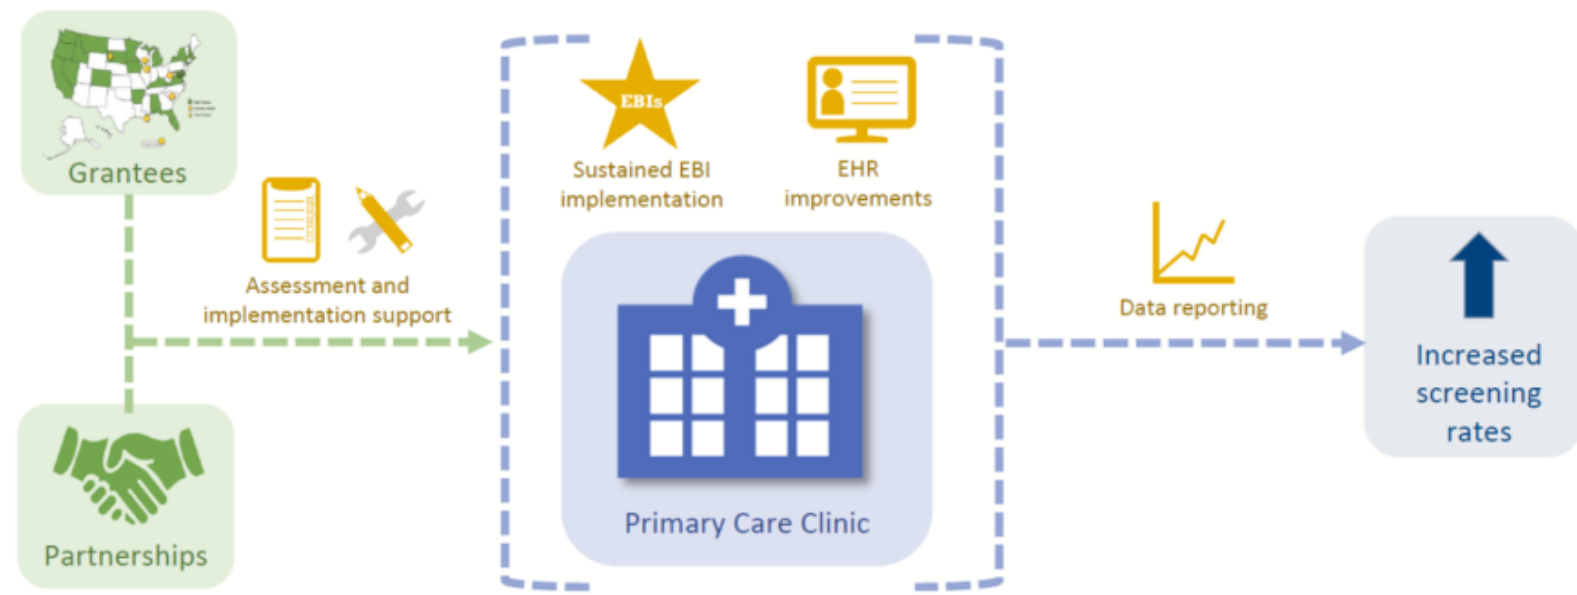 Grantees
Assessment and
implementation support
Partnerships
EBIs
Sustained EBI
implementation
EHR
improvements
Primary Care Clinic
Data reporting
Increased
screening
rates